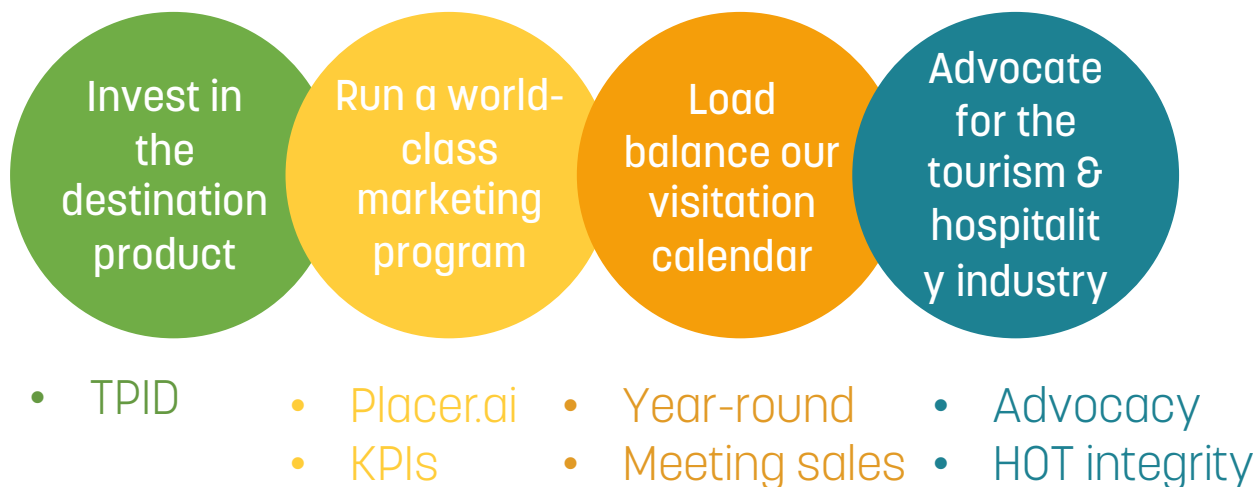 Invest in
the
destination
product
Run a world-
class
marketing
program
Load
balance our
visitation
calendar
Advocate
for the
tourism &
hospitalit
y industry
• TPID
• Placer.ai
• KPIs
• Year-round
• Meeting sales
• Advocacy
• HOT integrity